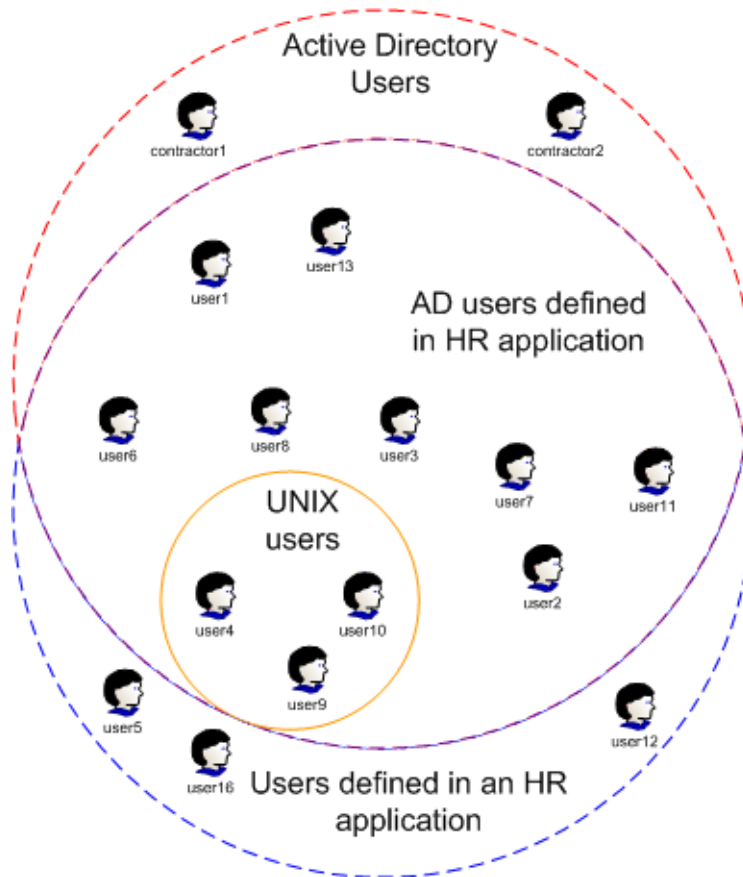 Active Directory
Users
contractor1
contractor2
user13
user1
AD users defined
in HR application
user6
user8
user3
user7
user11
UNIX
users
user2
user4
user10
user9
user5
user12
user16
Users defined in an HR
application